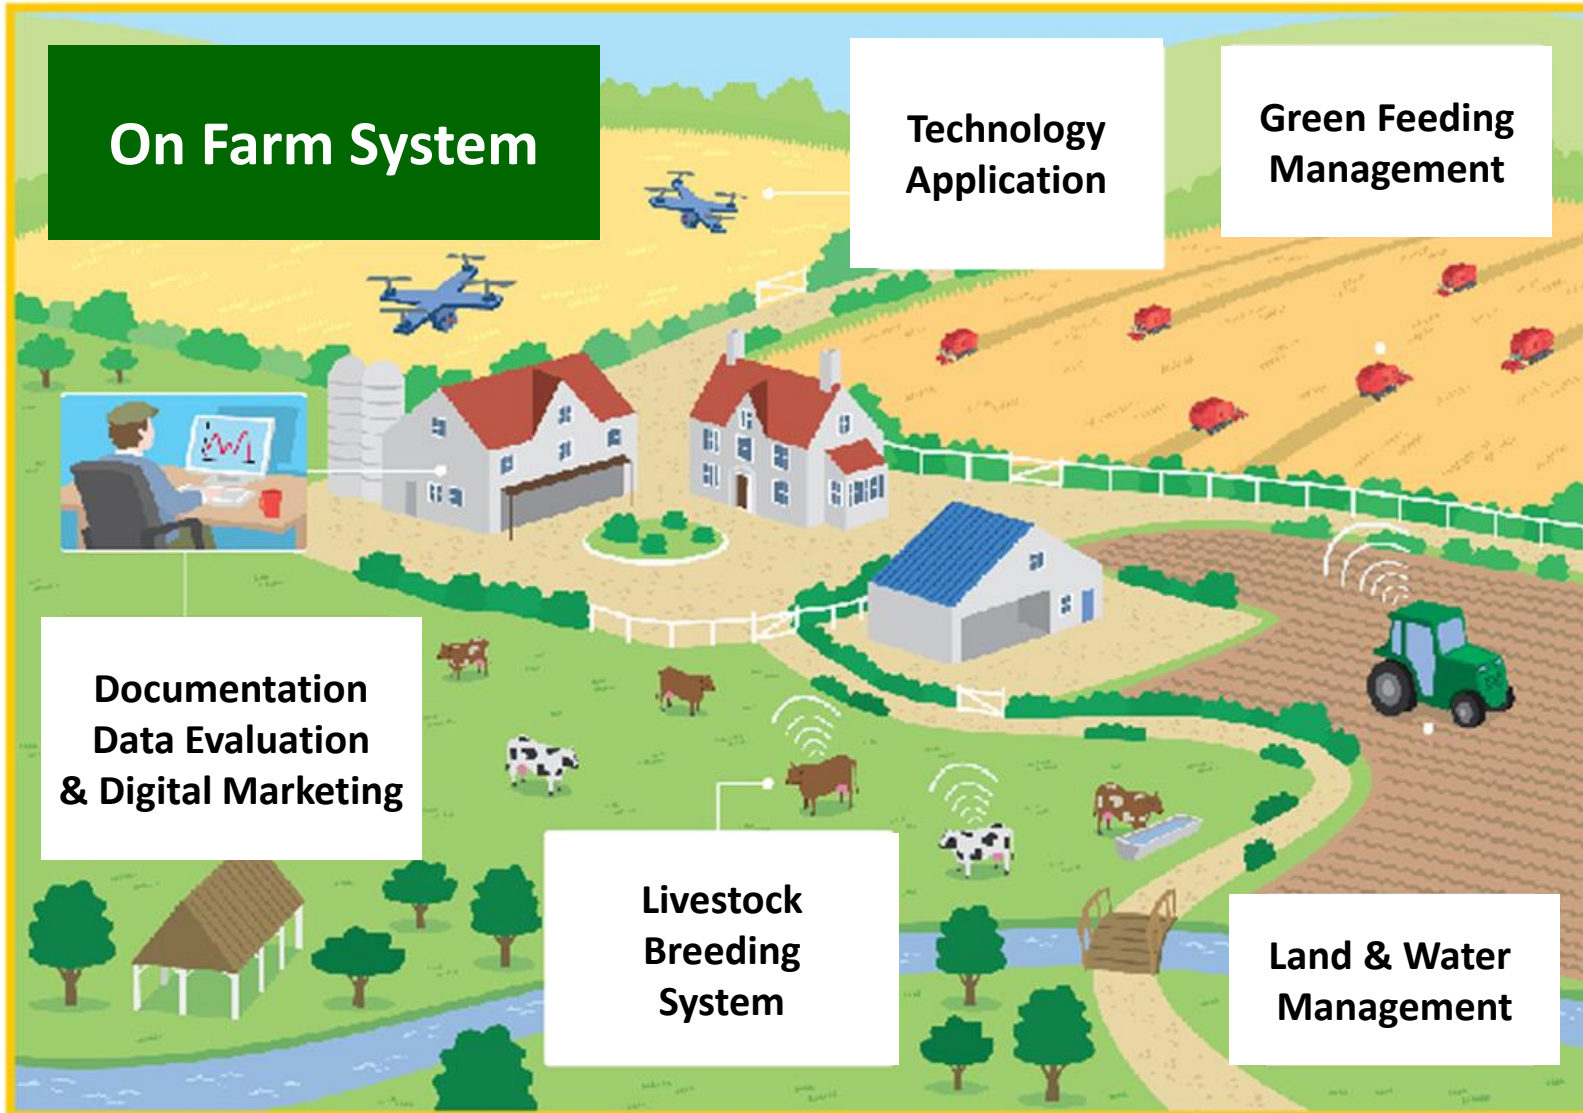 On Farm System
Technology
Application
Green Feeding
Management
Documentation
Data Evaluation
& Digital Marketing
Livestock
Breeding
System
Land & Water
Management